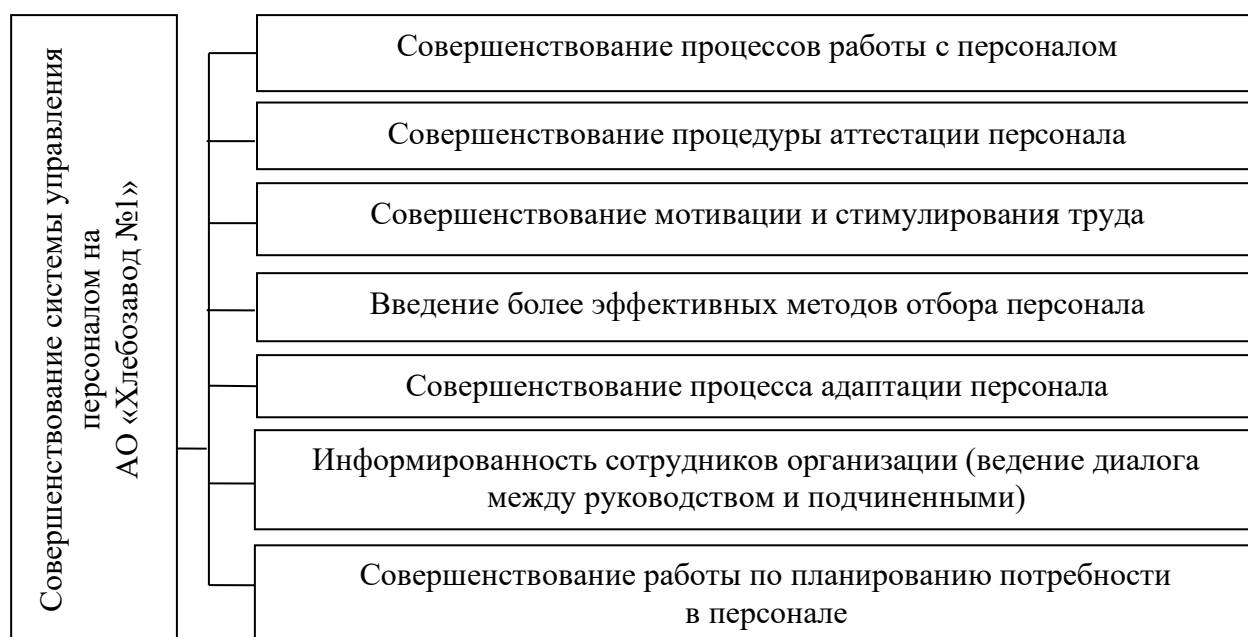 Совершенствование системы управления
персоналом на
АО «Хлебозавод №1»
Совершенствование процессов работы с персоналом
Совершенствование процедуры аттестации персонала
Совершенствование мотивации и стимулирования труда
Введение более эффективных методов отбора персонала
Совершенствование процесса адаптации персонала
Информированность сотрудников организации (ведение диалога
между руководством и подчиненными)
Совершенствование работы по планированию потребности
в персонале